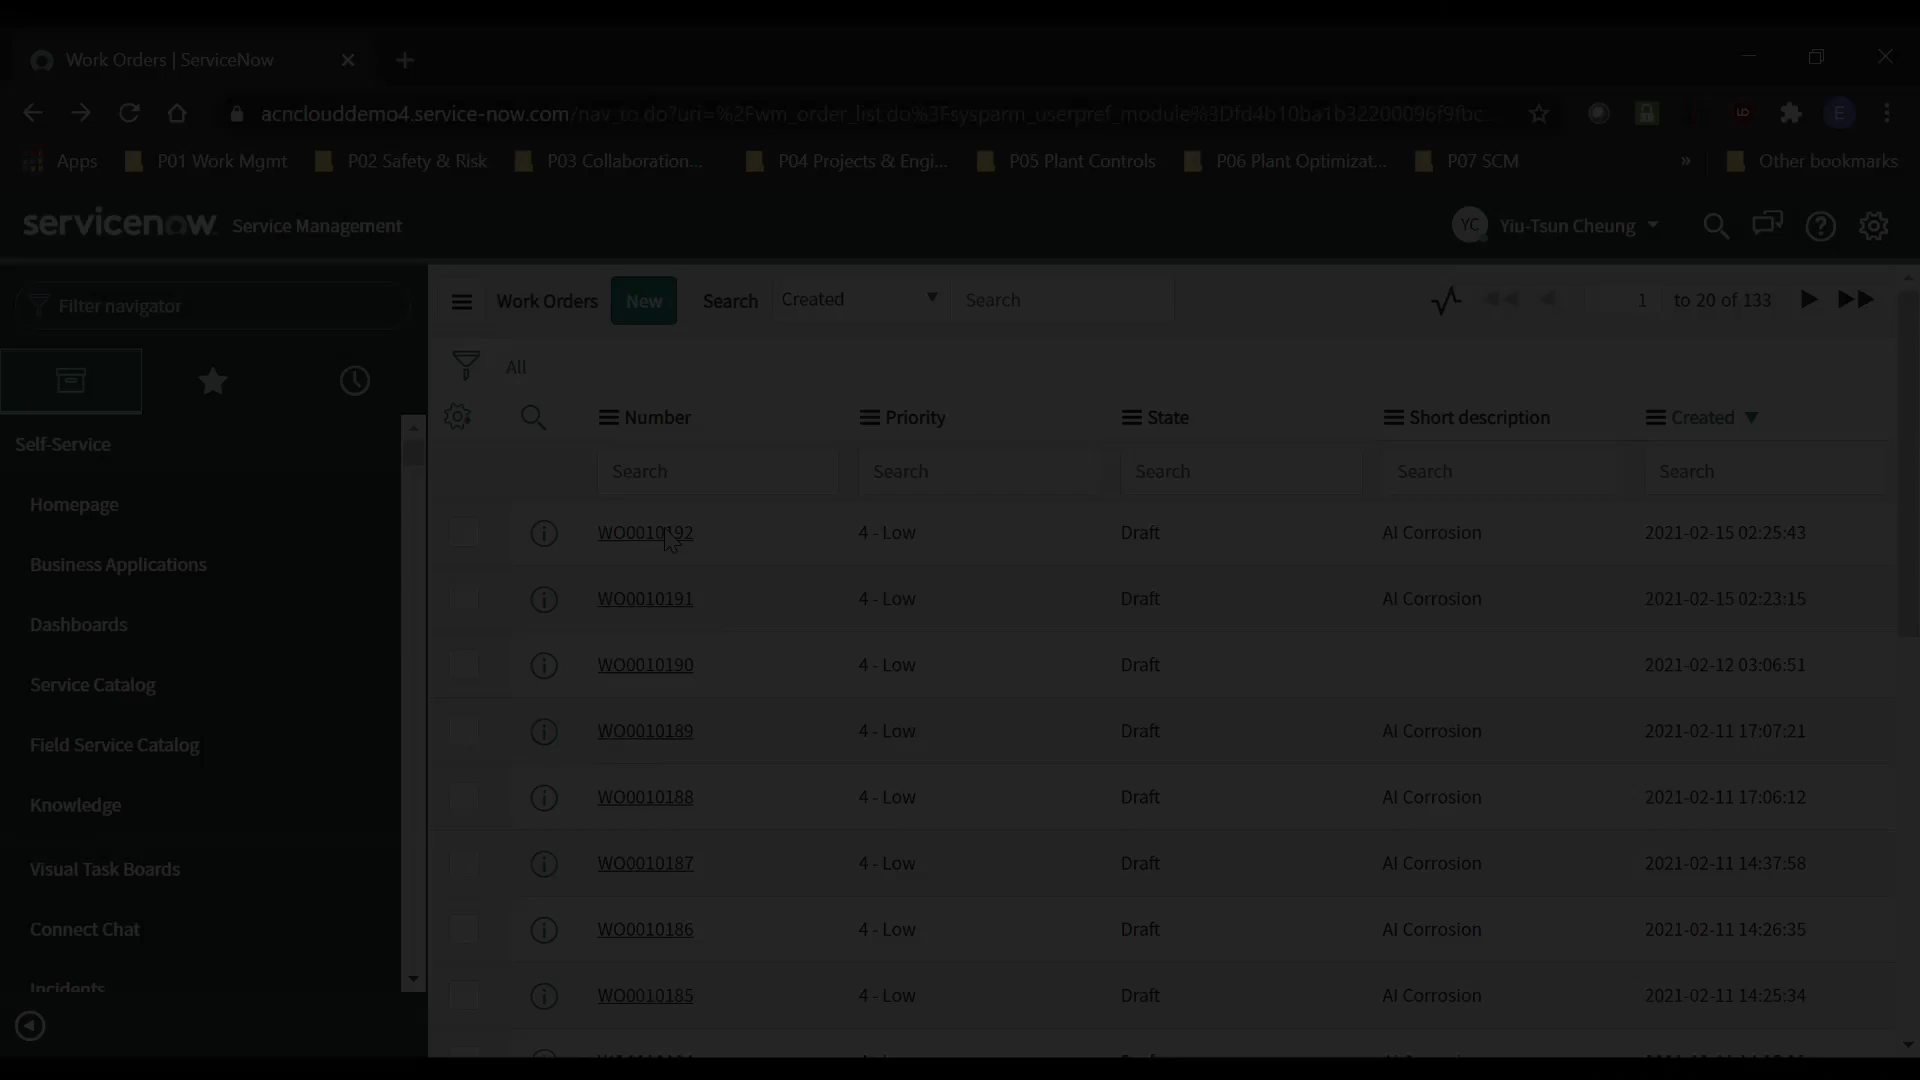 Work Orders | ServiceNow
acnclouddemo4.service-now.com/nav_to.do?uri=%2Fwm_order_list.do%3Fsysparm_userpref_module%3Dfd4b10ba1b32200096f9fbc...
E
Apps P01 Work Mgmt P02 Safety & Risk P03 Collaboration... P04 Projects & Engi... P05 Plant Controls P06 Plant Optimizat... P07 SCM » Other bookmarks
servicenow Service Management YC Yiu-Tsun Cheung
Filter navigator
Self-Service
Homepage
Business Applications
Dashboards
Service Catalog
Field Service Catalog
Knowledge
Visual Task Boards
Connect Chat
Incidents
Work Orders New Search Created Search 1 to 20 of 133
All
Number Priority State Short description Created
Search Search Search Search Search
WO0010192 4 - Low Draft AI Corrosion 2021-02-15 02:25:43
WO0010191 4 - Low Draft AI Corrosion 2021-02-15 02:23:15
WO0010190 4 - Low Draft 2021-02-12 03:06:51
WO0010189 4 - Low Draft AI Corrosion 2021-02-11 17:07:21
WO0010188 4 - Low Draft AI Corrosion 2021-02-11 17:06:12
WO0010187 4 - Low Draft AI Corrosion 2021-02-11 14:37:58
WO0010186 4 - Low Draft AI Corrosion 2021-02-11 14:26:35
WO0010185 4 - Low Draft AI Corrosion 2021-02-11 14:25:34